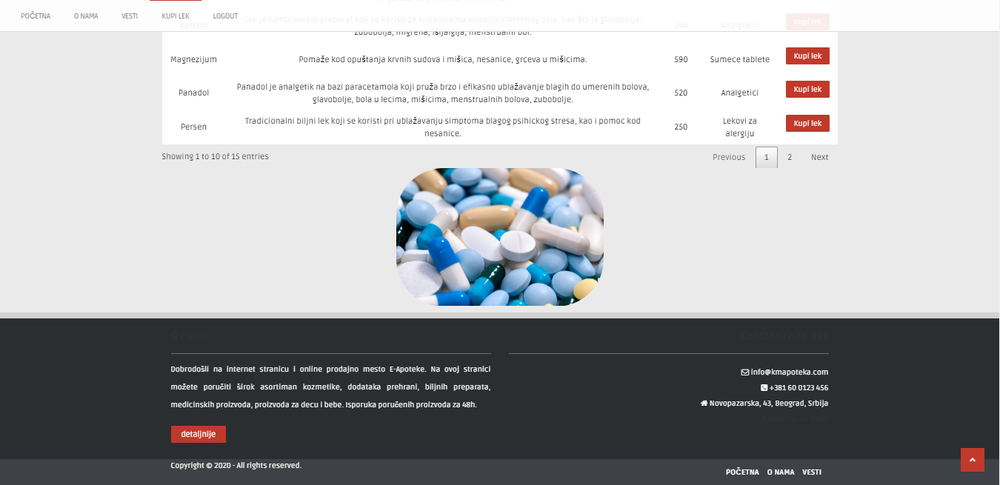 POČETNA O NAMA VESTI KUPI LEK LOGOUT
Kafetin Lek je kombinovani preparat koji se koristi za kratkotrajnu terapiju umerenog bola, kao što je glavobolja, 240 Analgetici Kupi lek
zubobolja, migrena, išijalgija, menstrualni bol.
Magnezijum Pomaže kod opuštanja krvnih sudova i mišica, nesanice, grceva u mišicima. 590 Sumece tablete Kupi lek
Panadol je analgetik na bazi paracetamola koji pruža brzo i efikasno ublažavanje blagih do umerenih bolova,
Panadol 520 Analgetici Kupi lek
glavobolje, bola u lecima, mišicima, menstrualnih bolova, zubobolje.
Tradicionalni biljni lek koji se koristi pri ublažavanju simptoma blagog psihickog stresa, kao i pomoc kod Lekovi za
Persen 250 Kupi lek
nesanice. alergiju
Showing 1 to 10 of 15 entries Previous 1 2 Next
O nama Kontaktirajte nas
Dobrodošli na internet stranicu i online prodajno mesto E-Apoteke. Na ovoj stranici
možete poručiti širok asortiman kozmetike, dodataka prehrani, biljnih preparata,
medicinskih proizvoda, proizvoda za decu i bebe. Isporuka poručenih proizvoda za 48h.
detaljnije
info@kmapoteka.com
+381 60 0123 456
Novopazarska, 43, Beograd, Srbija
Copyright © 2020 - All rights reserved.
POČETNA O NAMA VESTI